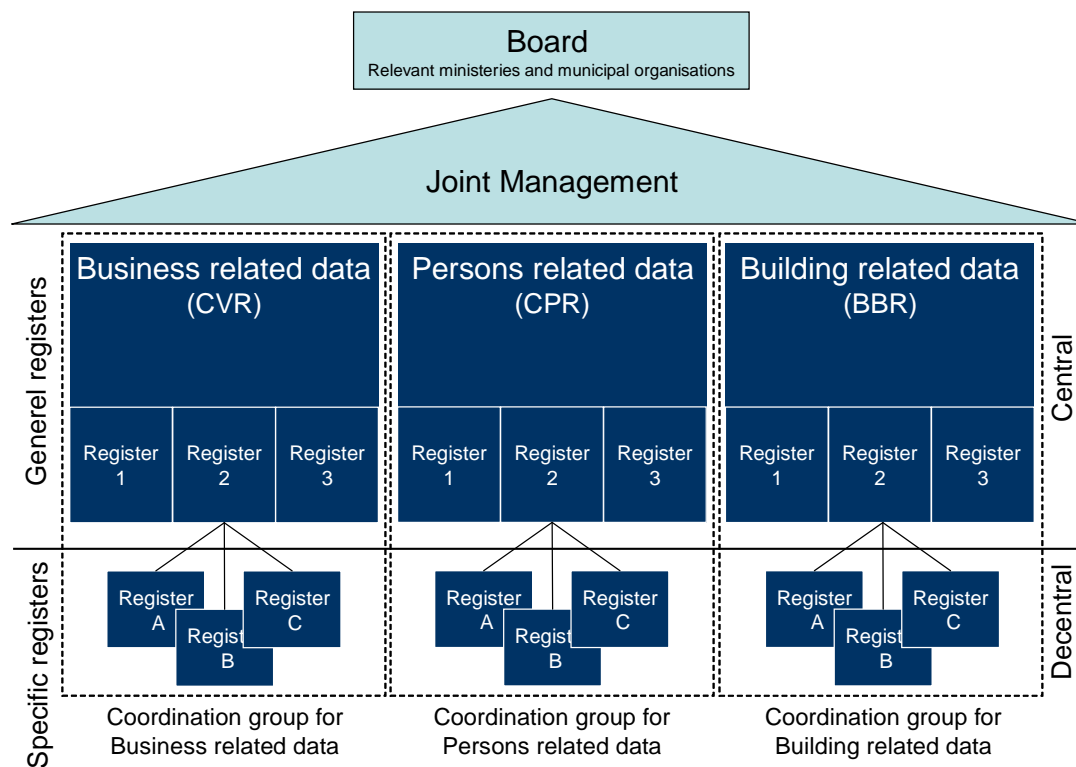 Board
Relevant ministeries and municipal organisations
Joint Management
Generel registers
Business related data
(CVR)
Register
1
Register
2
Register
3
Persons related data
(CPR)
Register
1
Register
2
Register
3
Building related data
(BBR)
Register
1
Register
2
Register
3
Central
Specific registers
Register
A
B
Register
C
Register
A
B
Register
C
Register
A
B
Register
C
Decentral
Coordination group for
Business related data
Coordination group for
Persons related data
Coordination group for
Building related data